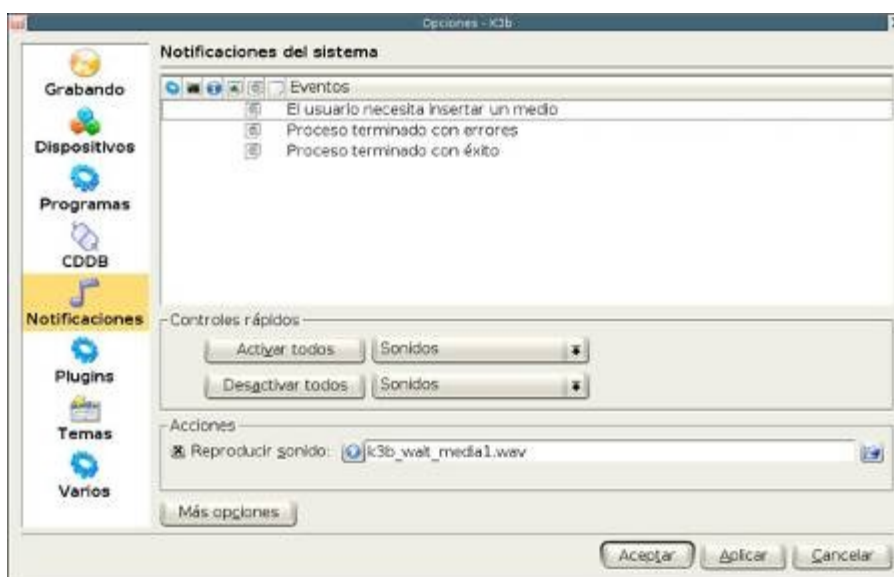 Opciones - K3b
Grabando
Dispositivos
Programas
CDDB
Notificaciones
Plugins
Temas
Varios
Notificaciones del sistema
Eventos
El usuario necesita insertar un medio
Proceso terminado con errores
Proceso terminado con éxito
Controles rápidos
Activar todos Sonidos
Desactivar todos Sonidos
Acciones
Reproducir sonido: k3b_wait_media1.wav
Más opciones
Aceptar Aplicar Cancelar